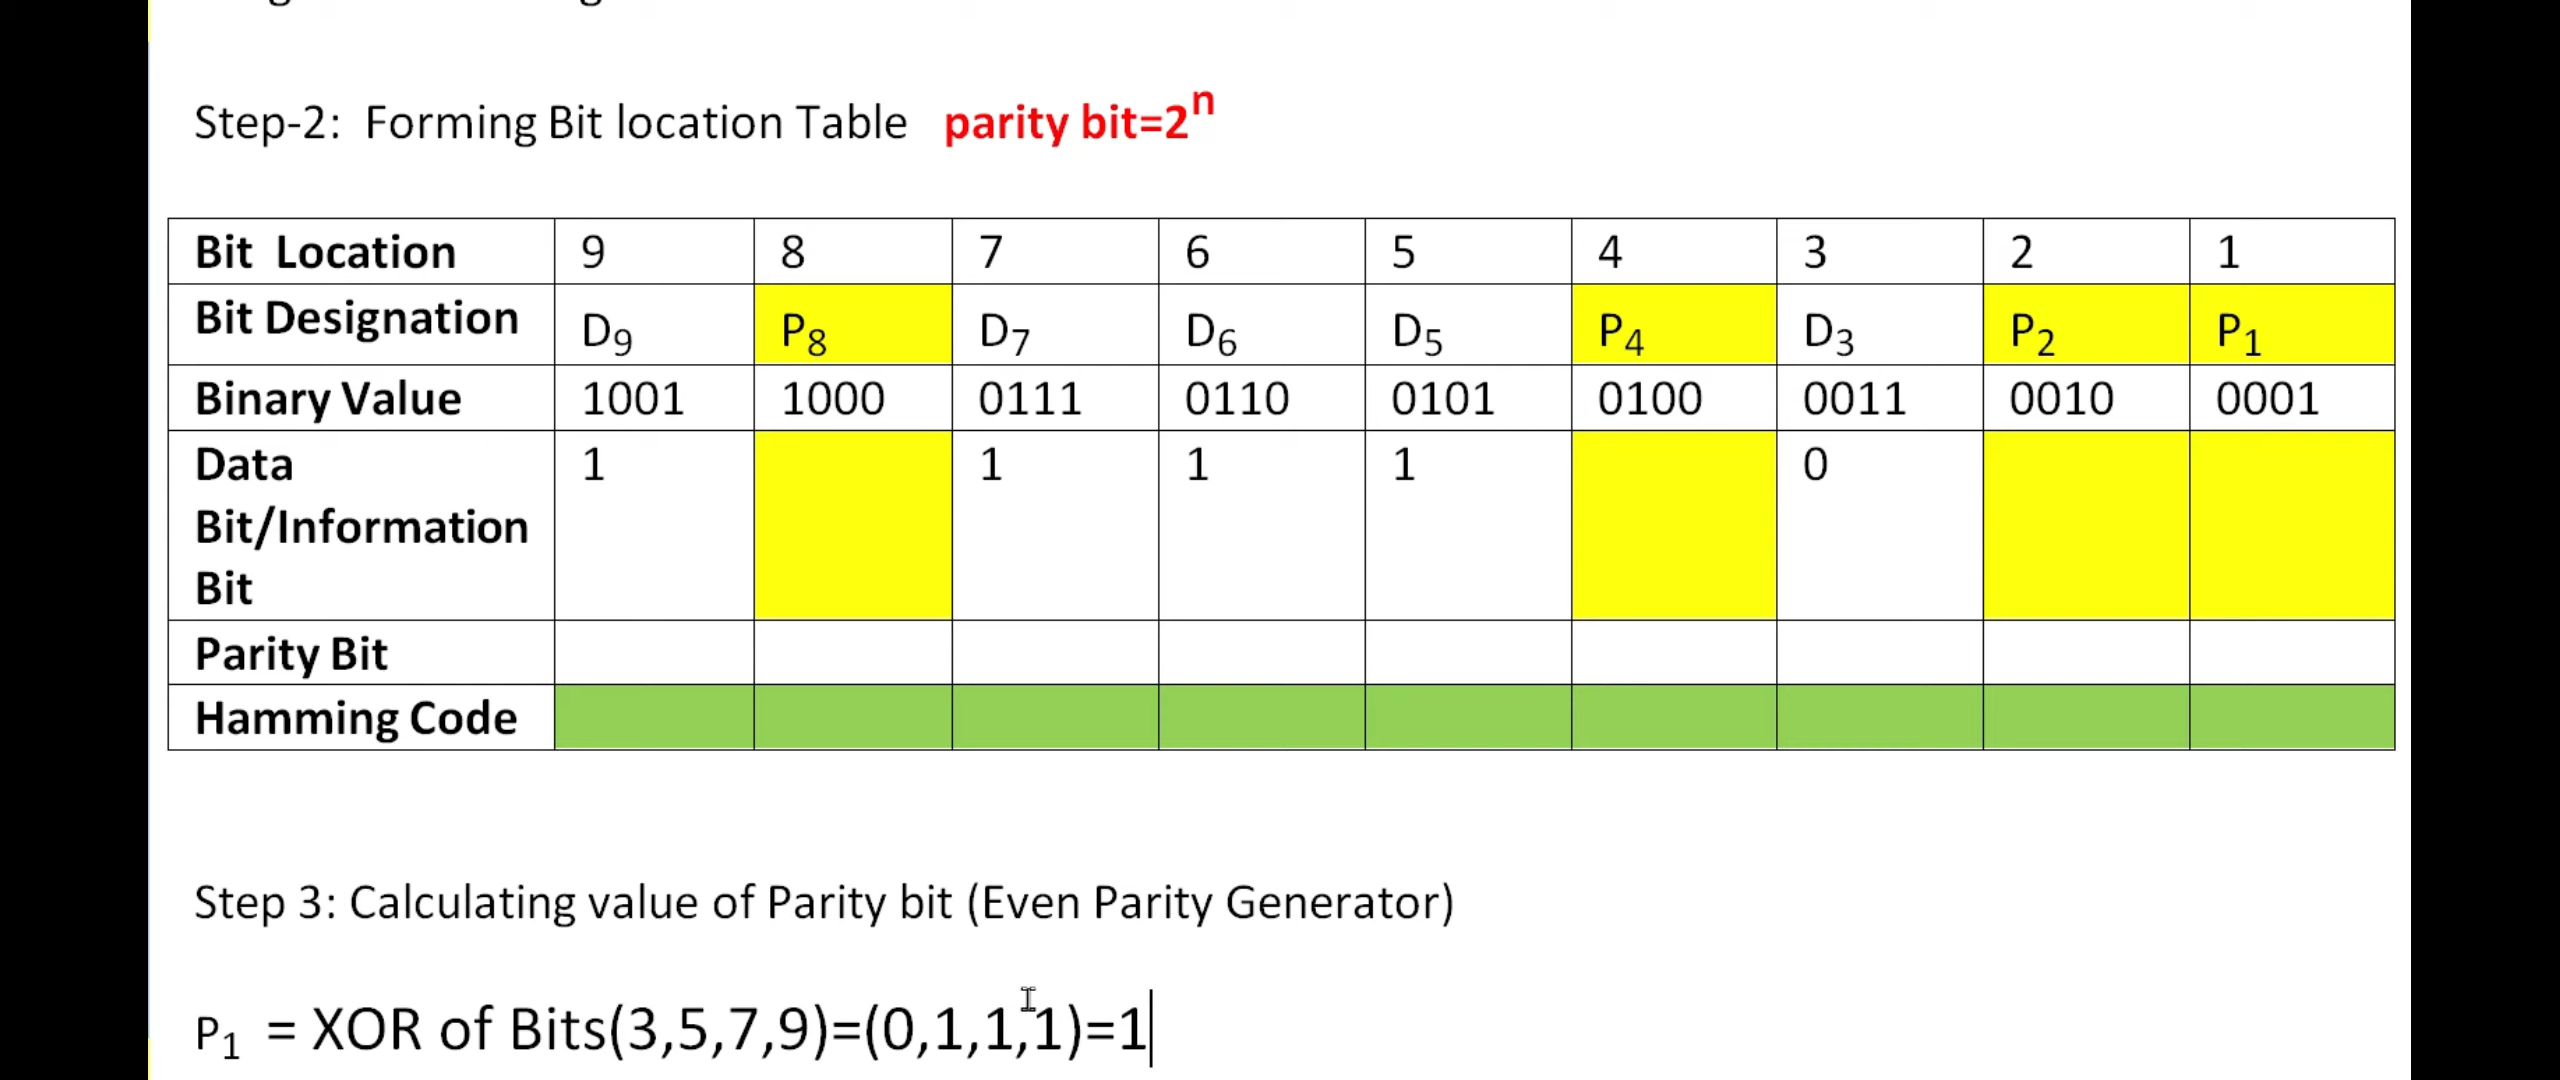 Step-2: Forming Bit location Table parity bit=2ⁿ
Bit Location 9 8 7 6 5 4 3 2 1
Bit Designation D₉ P₈ D₇ D₆ D₅ P₄ D₃ P₂ P₁
Binary Value 1001 1000 0111 0110 0101 0100 0011 0010 0001
Data 1 1 1 1 0
Bit/Information
Bit
Parity Bit
Hamming Code
Step 3: Calculating value of Parity bit (Even Parity Generator)
P₁ = XOR of Bits(3,5,7,9)=(0,1,1,1)=1